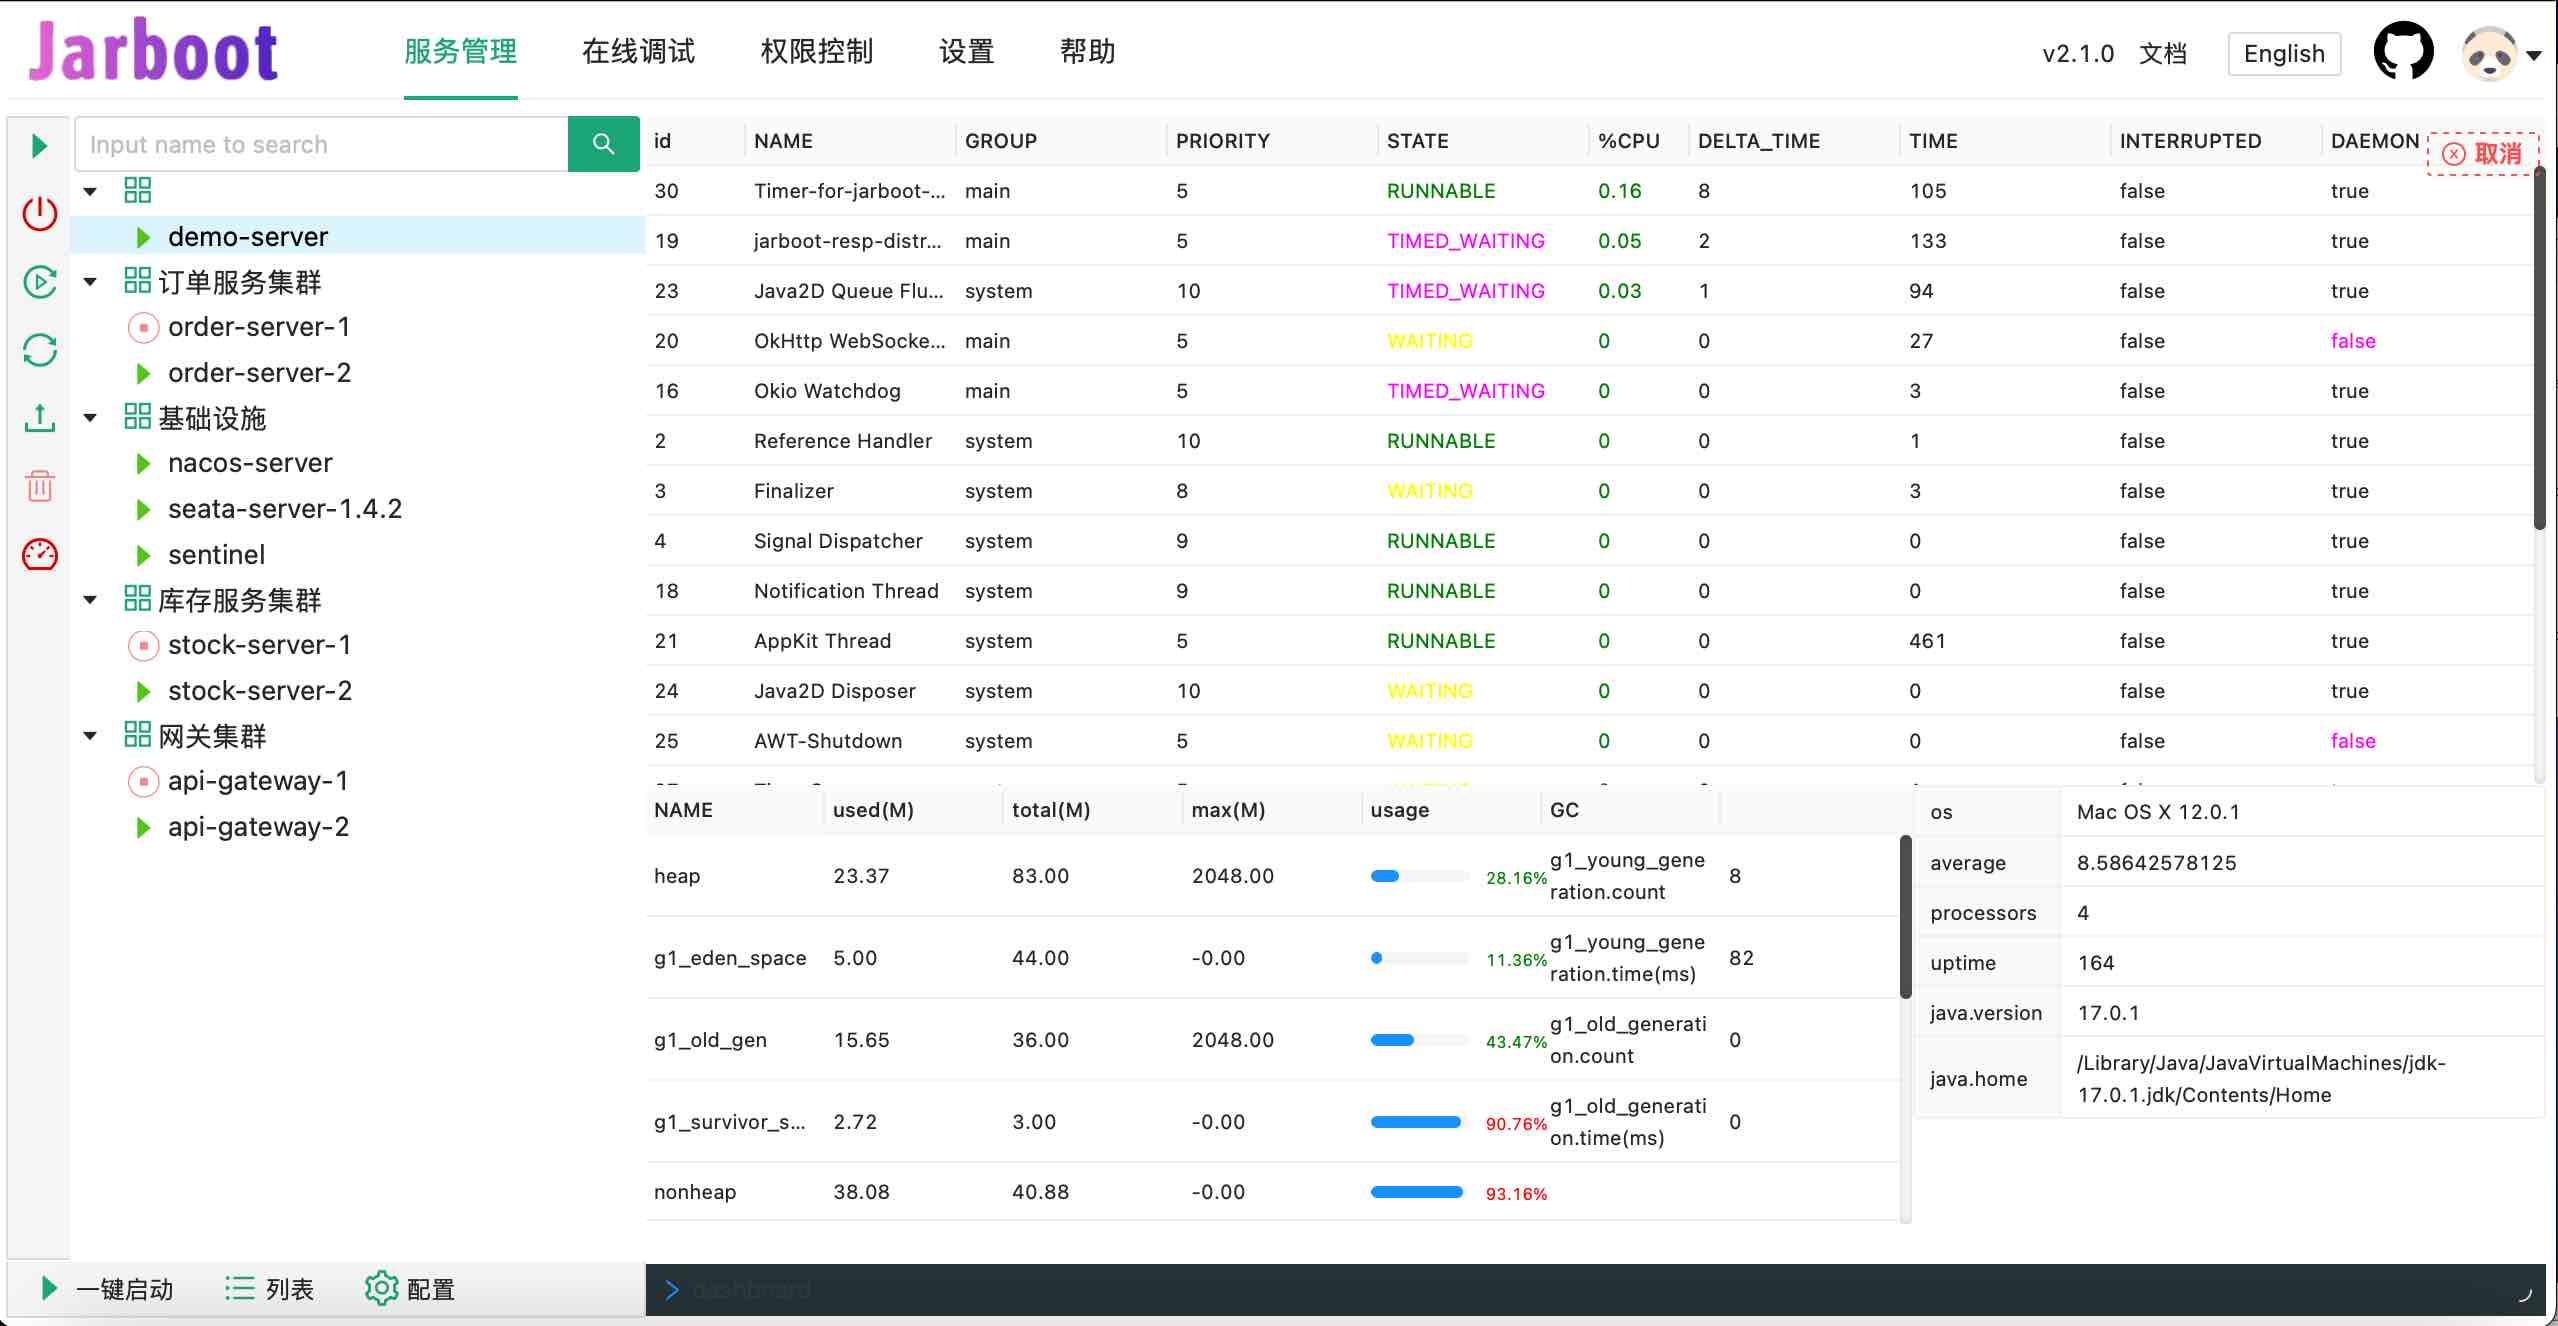 Jarboot
服务管理 在线调试 权限控制 设置 帮助
v2.1.0 文档 English
Input name to search
demo-server
订单服务集群
order-server-1
order-server-2
基础设施
nacos-server
seata-server-1.4.2
sentinel
库存服务集群
stock-server-1
stock-server-2
网关集群
api-gateway-1
api-gateway-2
id NAME GROUP PRIORITY STATE %CPU DELTA_TIME TIME INTERRUPTED DAEMON
取消
30 Timer-for-jarboot-... main 5 RUNNABLE 0.16 8 105 false true
19 jarboot-resp-distr... main 5 TIMED_WAITING 0.05 2 133 false true
23 Java2D Queue Flu... system 10 TIMED_WAITING 0.03 1 94 false true
20 OkHttp WebSocke... main 5 WAITING 0 0 27 false false
16 Okio Watchdog main 5 TIMED_WAITING 0 0 3 false true
2 Reference Handler system 10 RUNNABLE 0 0 1 false true
3 Finalizer system 8 WAITING 0 0 3 false true
4 Signal Dispatcher system 9 RUNNABLE 0 0 0 false true
18 Notification Thread system 9 RUNNABLE 0 0 0 false true
21 AppKit Thread system 5 RUNNABLE 0 0 461 false true
24 Java2D Disposer system 10 WAITING 0 0 0 false true
25 AWT-Shutdown system 5 WAITING 0 0 0 false false
NAME used(M) total(M) max(M) usage GC
heap 23.37 83.00 2048.00 28.16% g1_young_gene
ration.count 8
g1_eden_space 5.00 44.00 -0.00 11.36% g1_young_gene
ration.time(ms) 82
g1_old_gen 15.65 36.00 2048.00 43.47% g1_old_generati
on.count 0
g1_survivor_s... 2.72 3.00 -0.00 90.76% g1_old_generati
on.time(ms) 0
nonheap 38.08 40.88 -0.00 93.16%
os Mac OS X 12.0.1
average 8.58642578125
processors 4
uptime 164
java.version 17.0.1
java.home /Library/Java/JavaVirtualMachines/jdk-
17.0.1.jdk/Contents/Home
一键启动 列表 配置
> dashboard